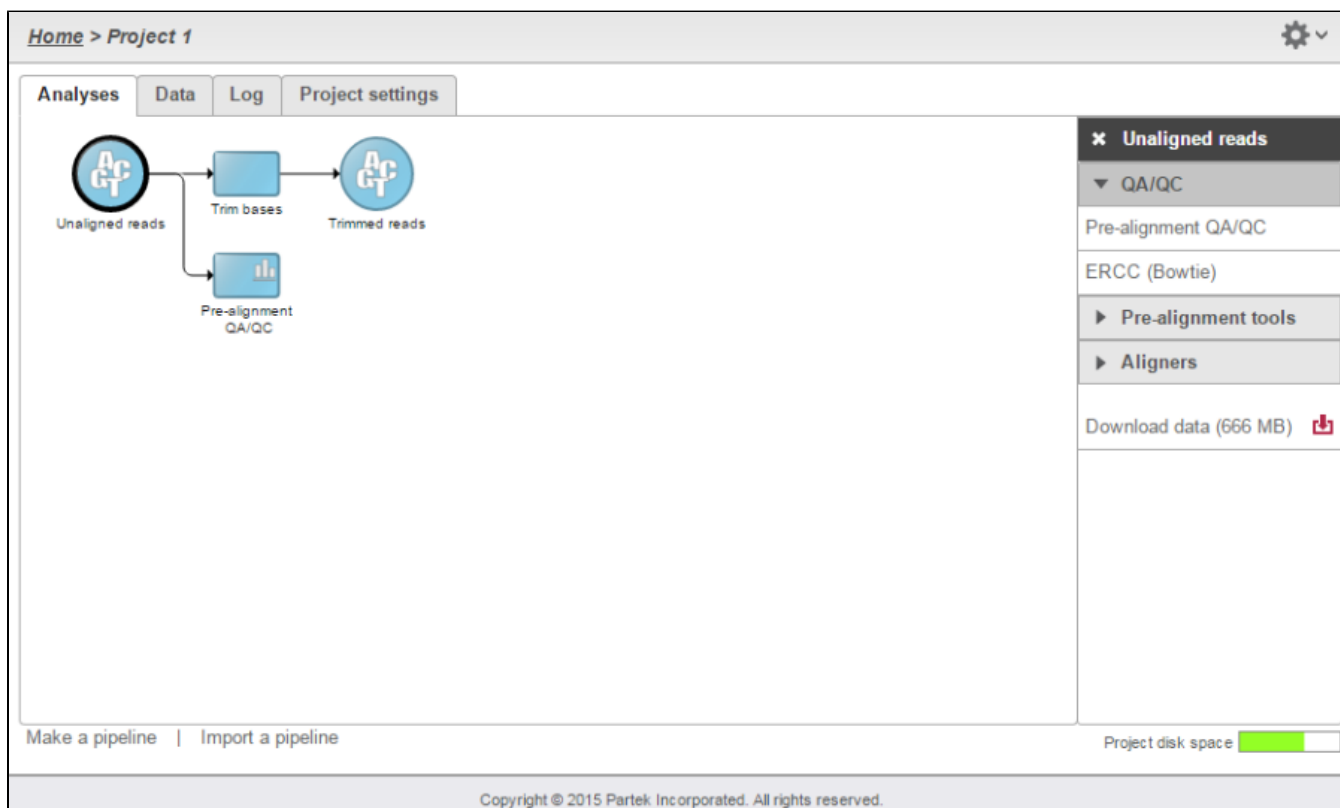 Home > Project 1
Analyses
Data
Log
Project settings
ACGT
Unaligned reads
Trim bases
ACGT
Trimmed reads
Pre-alignment
QA/QC
Unaligned reads
QA/QC
Pre-alignment QA/QC
ERCC (Bowtie)
Pre-alignment tools
Aligners
Download data (666 MB)
Make a pipeline | Import a pipeline
Project disk space
Copyright © 2015 Partek Incorporated. All rights reserved.